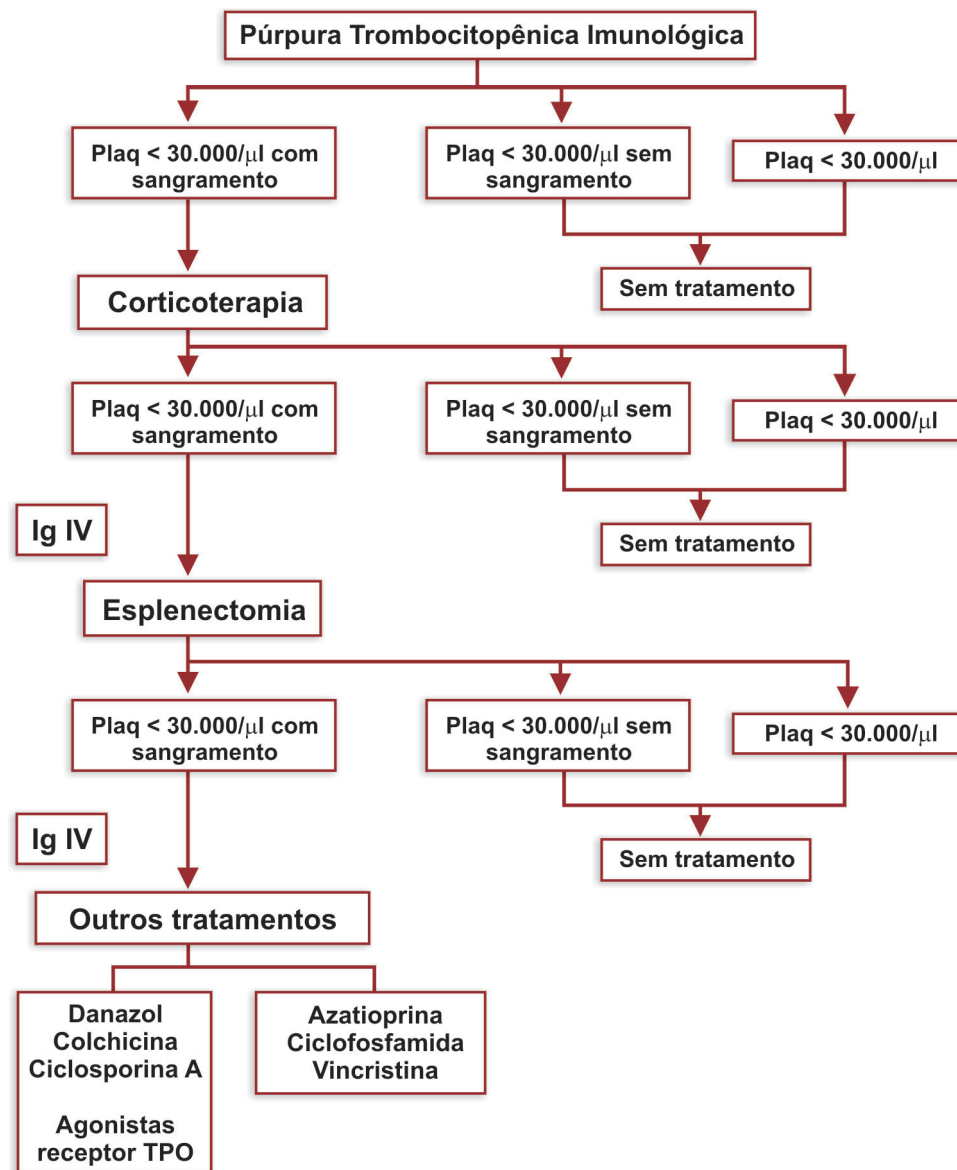 Púrpura Trombocitopênica Imunológica
Plaq < 30.000/μl com
sangramento
Plaq < 30.000/μl sem
sangramento
Plaq < 30.000/μl
Sem tratamento
Corticoterapia
Plaq < 30.000/μl com
sangramento
Plaq < 30.000/μl sem
sangramento
Plaq < 30.000/μl
Ig IV
Sem tratamento
Esplenectomia
Plaq < 30.000/μl com
sangramento
Plaq < 30.000/μl sem
sangramento
Plaq < 30.000/μl
Ig IV
Sem tratamento
Outros tratamentos
Danazol
Colchicina
Ciclosporina A
Agonistas
receptor TPO
Azatioprina
Ciclofosfamida
Vincristina